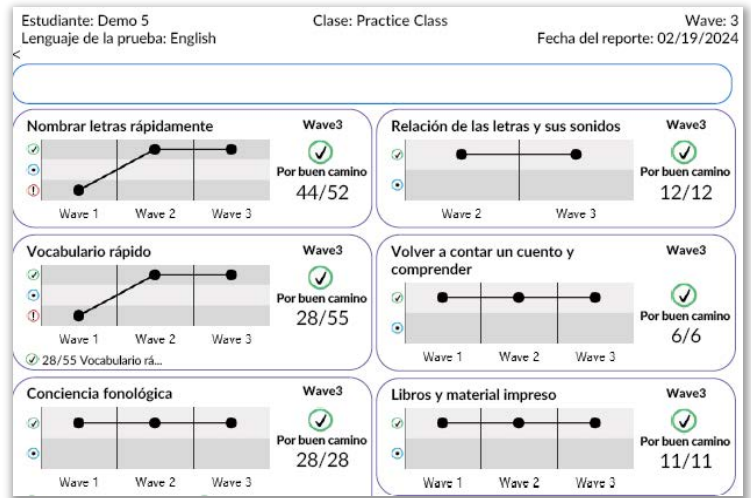 Estudiante: Demo 5
Clase: Practice Class
Wave: 3
Lenguaje de la prueba: English
Fecha del reporte: 02/19/2024
<
Nombrar letras rápidamente
Wave3
Por buen camino
44/52
Wave 1 Wave 2 Wave 3
Relación de las letras y sus sonidos
Wave3
Por buen camino
12/12
Wave 2 Wave 3
Vocabulario rápido
Wave3
Por buen camino
28/55
Wave 1 Wave 2 Wave 3
28/55 Vocabulario rá...
Volver a contar un cuento y
comprender
Wave3
Por buen camino
6/6
Wave 1 Wave 2 Wave 3
Conciencia fonológica
Wave3
Por buen camino
28/28
Wave 1 Wave 2 Wave 3
Libros y material impreso
Wave3
Por buen camino
11/11
Wave 1 Wave 2 Wave 3